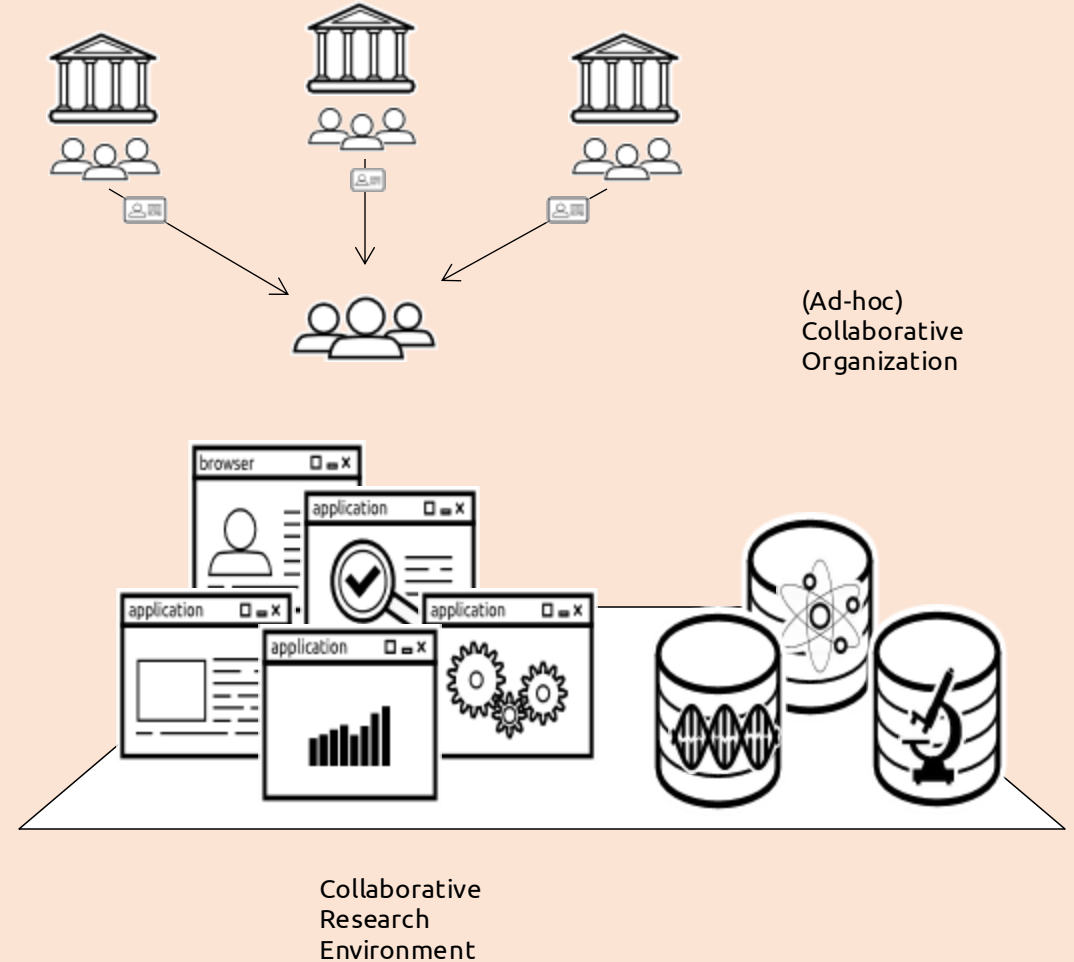 (Ad-hoc)
Collaborative
Organization
browser
application
application
application
application
Collaborative
Research
Environment